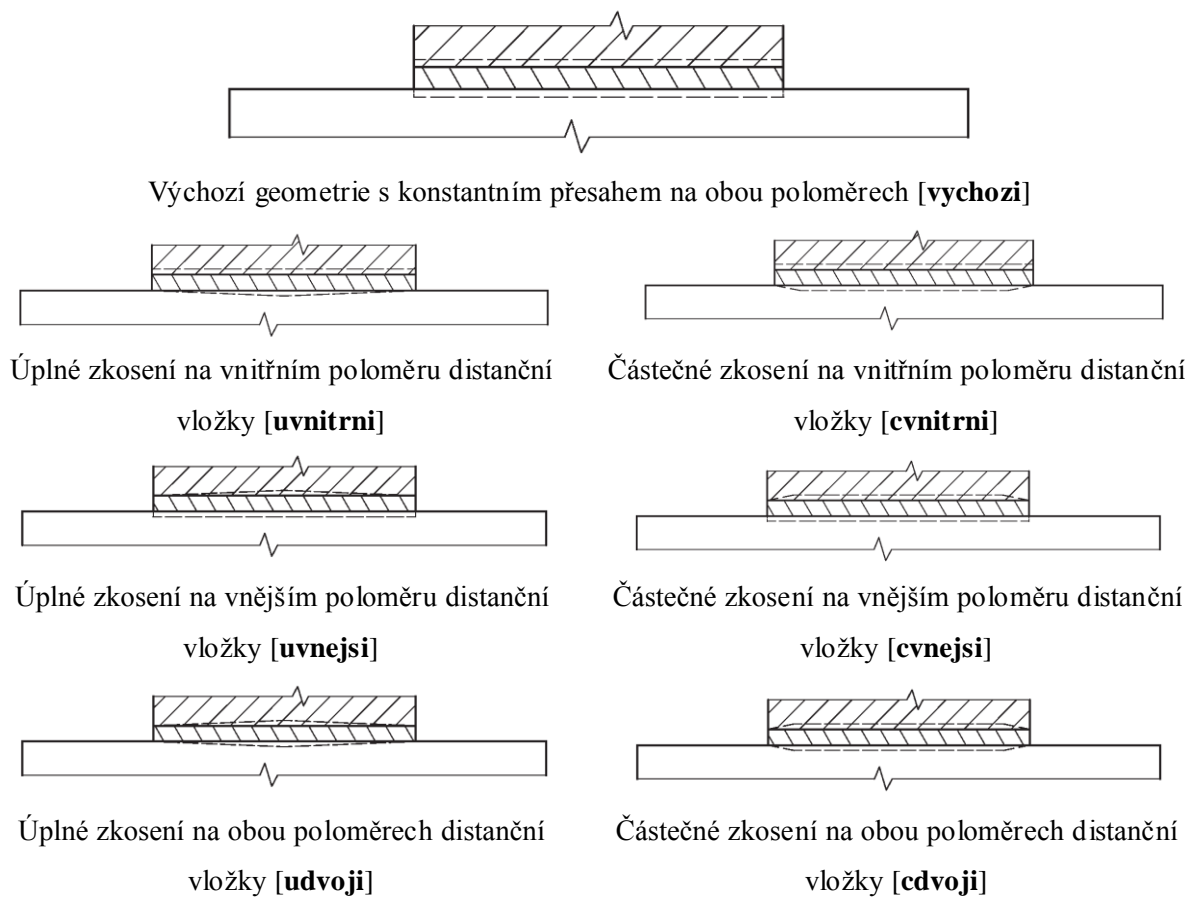 Výchozí geometrie s konstantním přesahem na obou poloměrech [vychozi]
Úplné zkosení na vnitřním poloměru distanční
vložky [uvnitrni]
Částečné zkosení na vnitřním poloměru distanční
vložky [cvnitrni]
Úplné zkosení na vnějším poloměru distanční
vložky [uvnejsi]
Částečné zkosení na vnějším poloměru distanční
vložky [cvnejsi]
Úplné zkosení na obou poloměrech distanční
vložky [udvoji]
Částečné zkosení na obou poloměrech distanční
vložky [cdvoji]